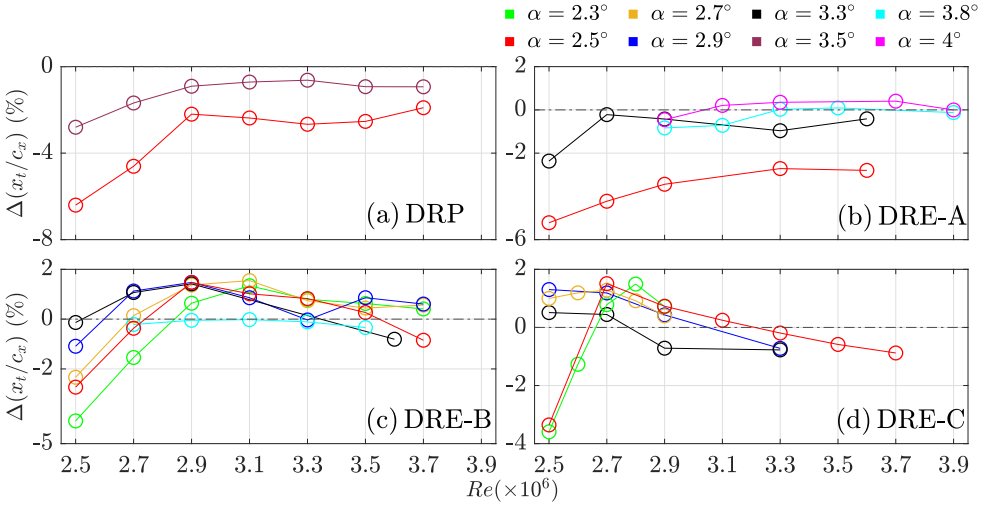 α = 2.3° α = 2.7° α = 3.3° α = 3.8°
α = 2.5° α = 2.9° α = 3.5° α = 4°
Δ(x_t/c_x) (%)
0
-4
-8
(a) DRP
2
0
-2
-6
(b) DRE-A
Δ(x_t/c_x) (%)
2
0
-2
-5
(c) DRE-B
2.5 2.7 2.9 3.1 3.3 3.5 3.7 3.9
2
0
-2
-4
(d) DRE-C
2.5 2.7 2.9 3.1 3.3 3.5 3.7 3.9
Re(×10⁶)